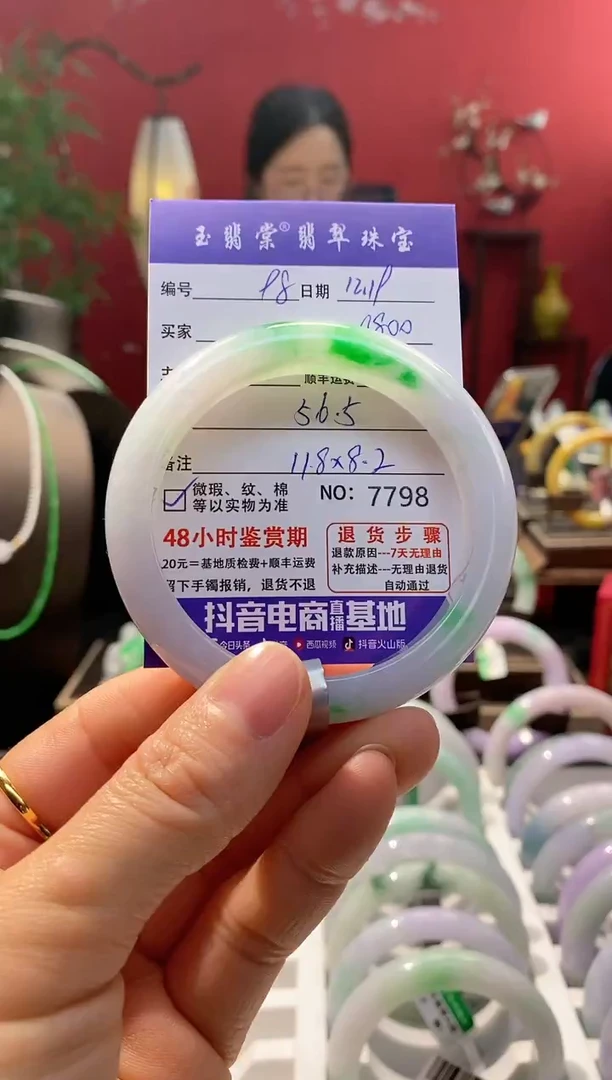 玉翡棠®翡翠珠宝
编号 98 日期 12.19
买家
顺丰运费
56.5
备注 11.8×8.2
微瑕、纹、棉
等以实物为准
NO: 7798
48小时鉴赏期
20元=基地质检费+顺丰运费
留下手镯报销，退货不退
退货步骤
退款原因---7天无理由
补充描述---无理由退货
自动通过
抖音电商直播基地
今日头条 西瓜视频 抖音火山版